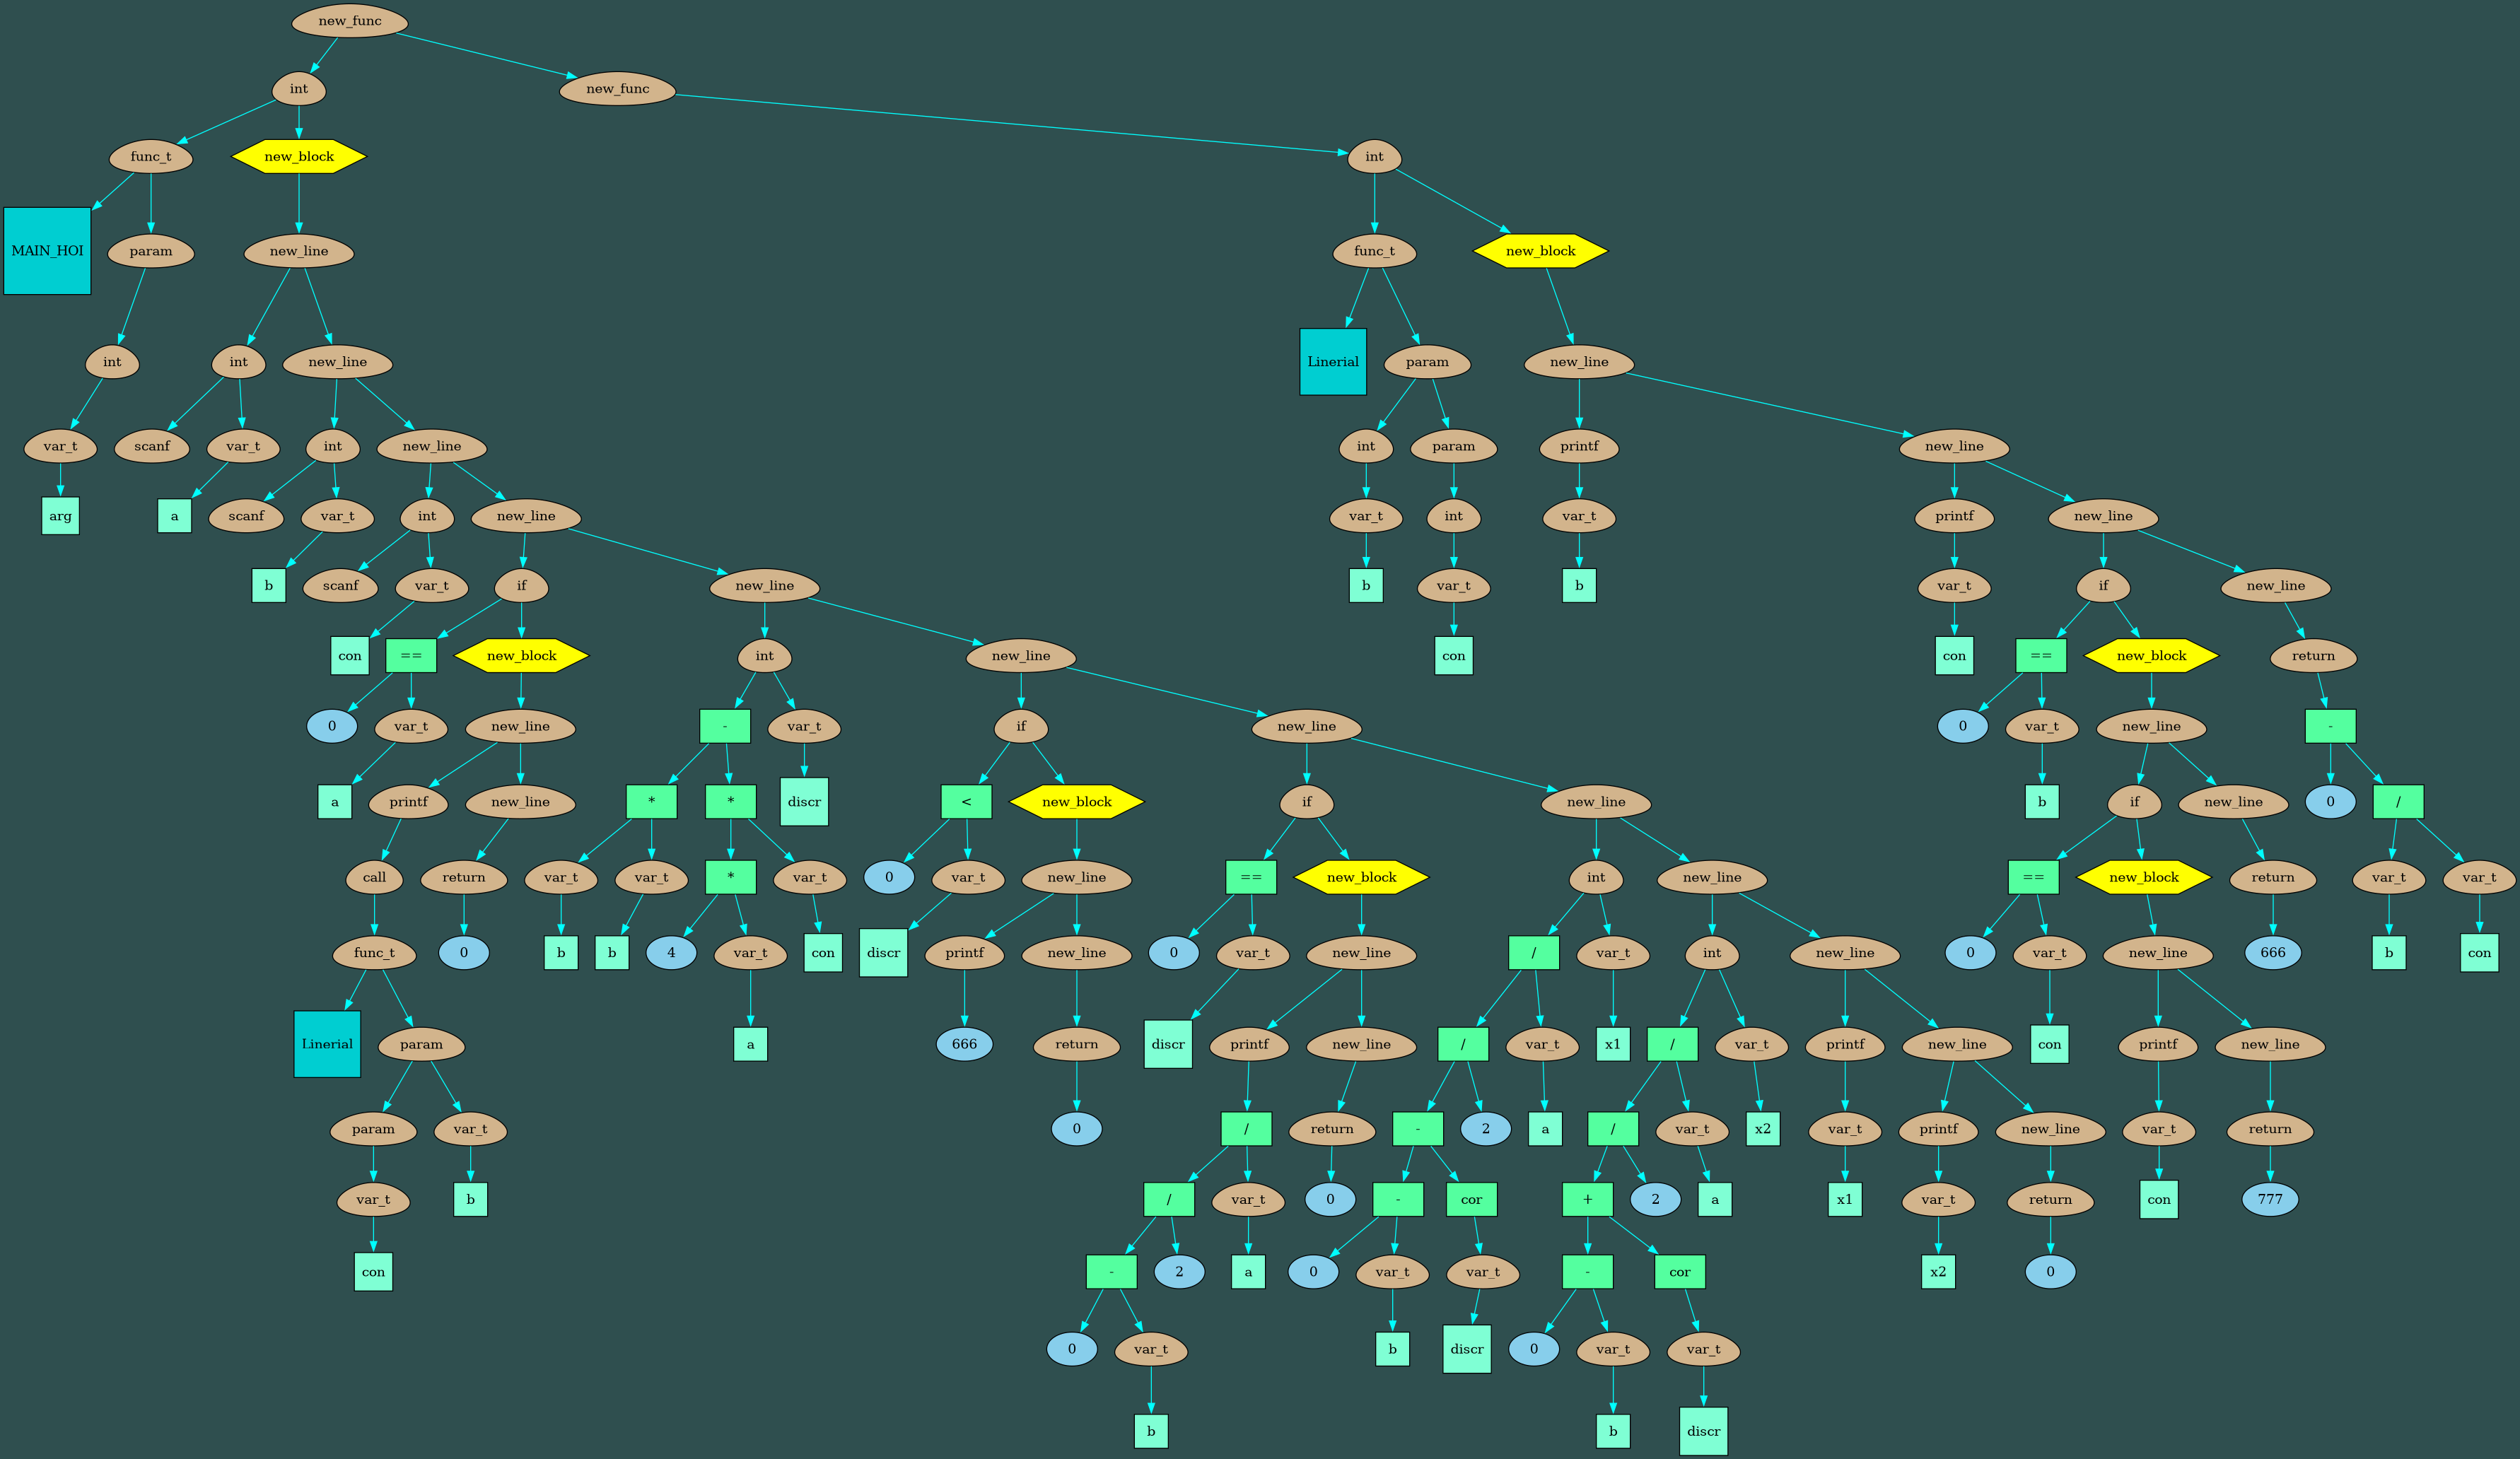 new_func
int
new_func
func_t
new_block
int
MAIN_HOI
param
new_line
func_t
new_block
int
int
new_line
Linerial
param
new_line
var_t
scanf
var_t
int
new_line
int
param
printf
new_line
arg
a
scanf
var_t
int
new_line
var_t
int
var_t
printf
new_line
b
scanf
var_t
if
new_line
b
var_t
b
var_t
if
new_line
con
==
new_block
int
new_line
con
con
==
new_block
return
0
var_t
new_line
-
var_t
if
new_line
0
var_t
new_line
-
a
printf
new_line
*
*
discr
<
new_block
if
new_line
b
if
new_line
0
/
call
return
var_t
var_t
*
var_t
0
var_t
new_line
==
new_block
int
new_line
==
new_block
return
var_t
var_t
func_t
0
b
b
4
var_t
con
discr
printf
new_line
0
var_t
new_line
/
var_t
int
new_line
0
var_t
new_line
666
b
con
Linerial
param
a
666
return
discr
printf
new_line
/
var_t
x1
/
var_t
printf
new_line
con
printf
new_line
param
var_t
0
/
return
-
2
a
/
var_t
x2
var_t
printf
new_line
var_t
return
var_t
b
/
var_t
0
-
cor
+
2
a
x1
var_t
return
con
777
con
-
2
a
0
var_t
var_t
-
cor
x2
0
0
var_t
b
discr
0
var_t
var_t
b
b
discr